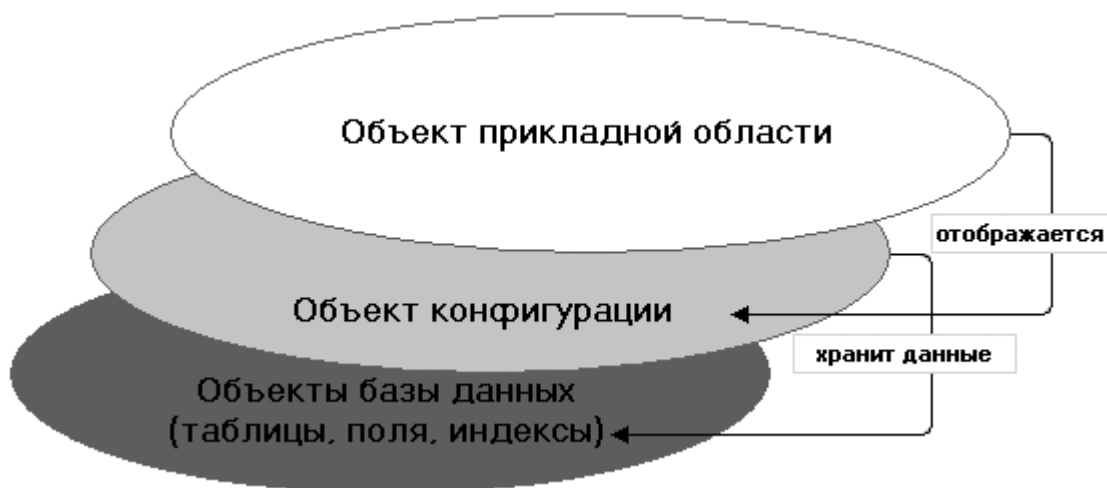 Объект прикладной области
отображается
Объект конфигурации
хранит данные
Объекты базы данных
(таблицы, поля, индексы)